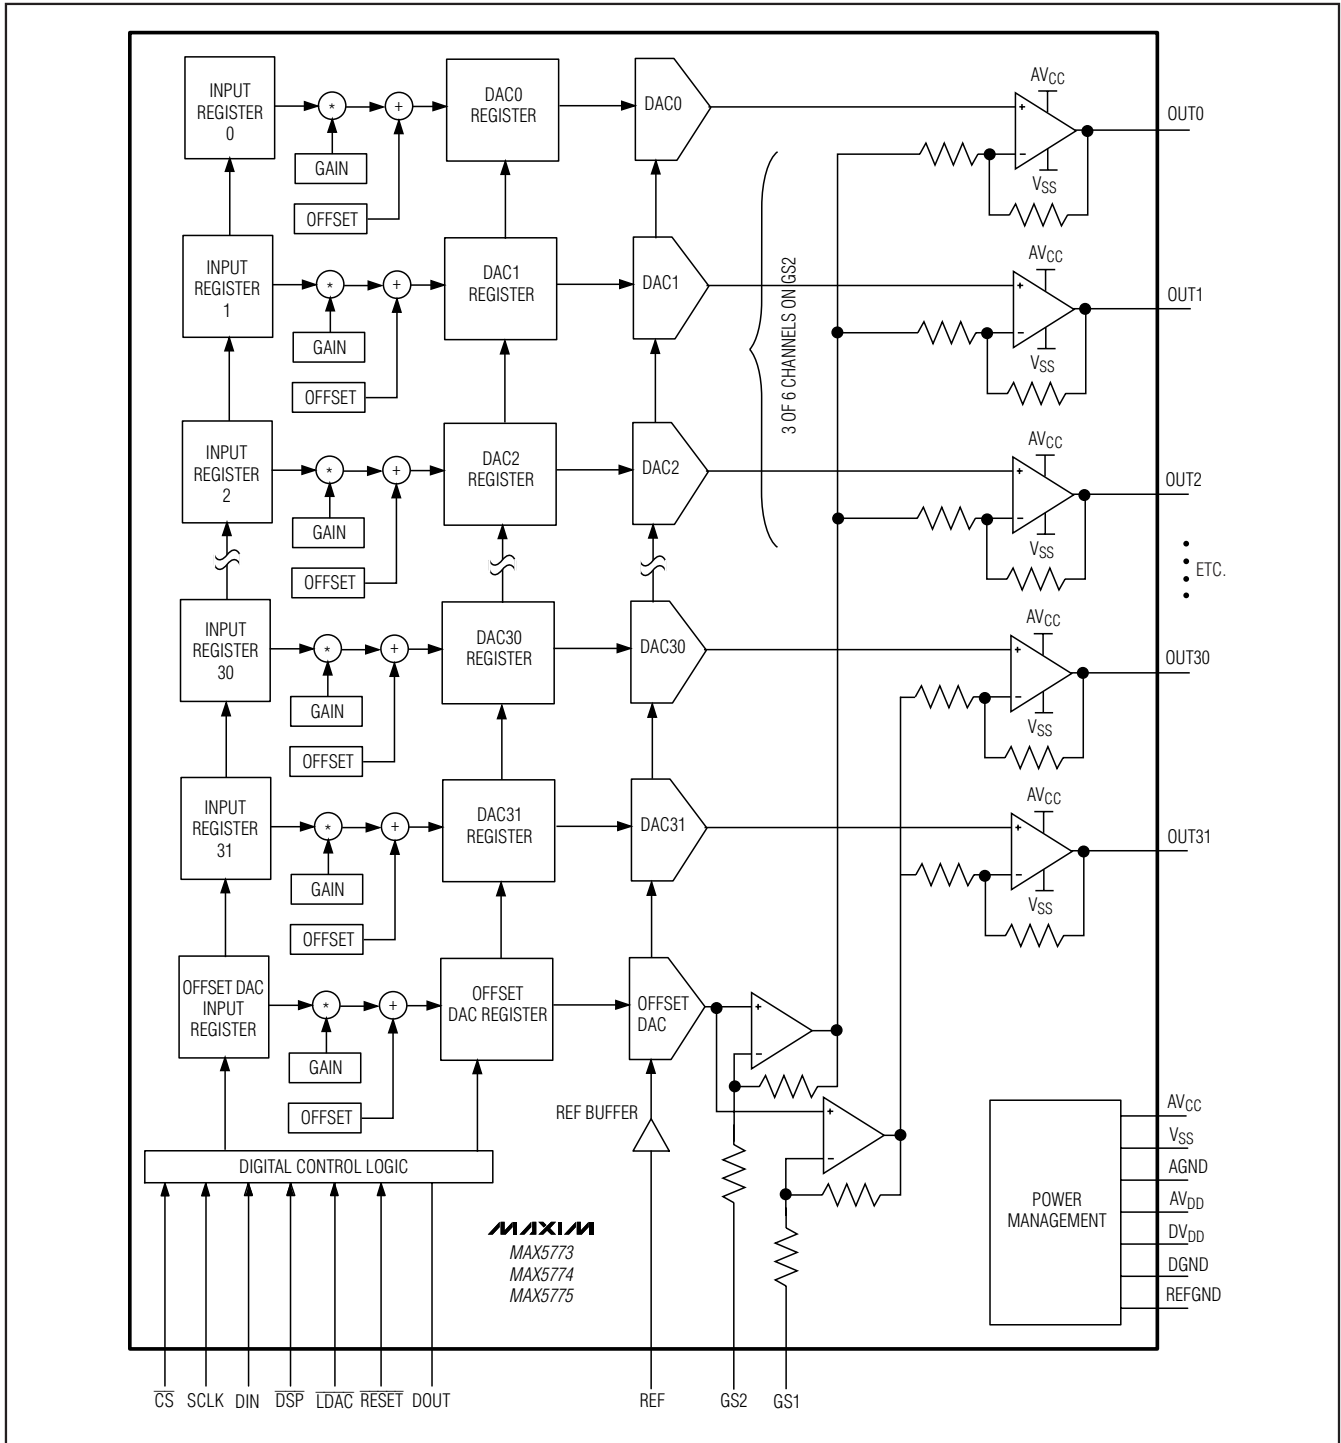 AVCC
INPUT
REGISTER
0
*
+
DAC0
REGISTER
DAC0
+
−
OUT0
GAIN
VSS
OFFSET
3 OF 6 CHANNELS ON GS2
AVCC
INPUT
REGISTER
1
*
+
DAC1
REGISTER
DAC1
+
−
OUT1
GAIN
VSS
OFFSET
AVCC
INPUT
REGISTER
2
*
+
DAC2
REGISTER
DAC2
+
−
OUT2
GAIN
VSS
OFFSET
ETC.
AVCC
INPUT
REGISTER
30
*
+
DAC30
REGISTER
DAC30
+
−
OUT30
GAIN
VSS
OFFSET
AVCC
INPUT
REGISTER
31
*
+
DAC31
REGISTER
DAC31
+
−
OUT31
GAIN
VSS
OFFSET
OFFSET DAC
INPUT
REGISTER
*
+
OFFSET
DAC REGISTER
OFFSET
DAC
+
−
GAIN
OFFSET
REF BUFFER
+
−
DIGITAL CONTROL LOGIC
POWER
MANAGEMENT
AVCC
VSS
AGND
AVDD
DVDD
DGND
REFGND
MAXIM
MAX5773
MAX5774
MAX5775
CS SCLK DIN DSP LDAC RESET DOUT REF GS2 GS1